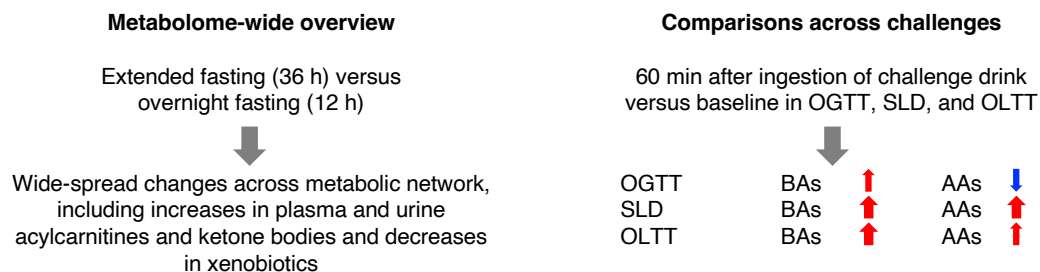 Metabolome-wide overview
Extended fasting (36 h) versus
overnight fasting (12 h)
Wide-spread changes across metabolic network,
including increases in plasma and urine
acylcarnitines and ketone bodies and decreases
in xenobiotics
Comparisons across challenges
60 min after ingestion of challenge drink
versus baseline in OGTT, SLD, and OLTT
OGTT BAs AAs
SLD BAs AAs
OLTT BAs AAs